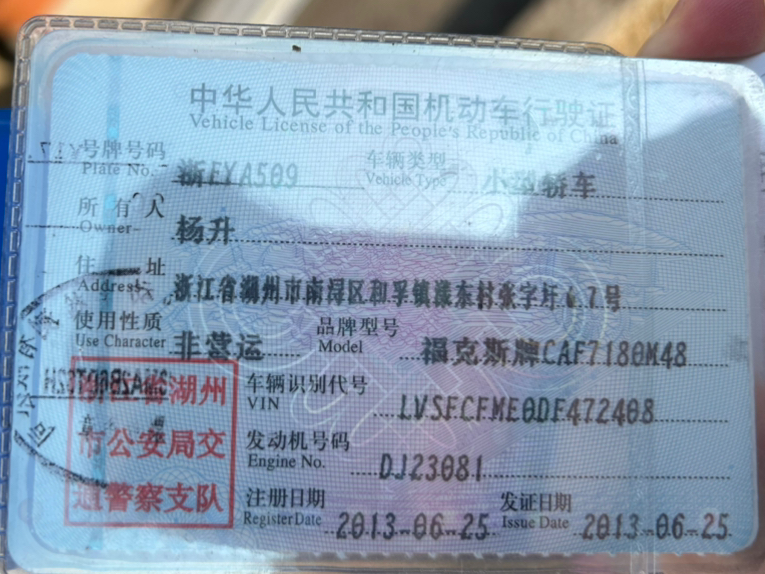 中华人民共和国机动车行驶证
Vehicle License of the People's Republic of China
号牌号码 浙EYA509 车辆类型 小型轿车
Plate No. Vehicle Type
所有人 杨升
Owner
住址 浙江省湖州市南浔区和孚镇漾东村张字圩6.7号
Address
使用性质 非营运 品牌型号 福克斯牌CAF7180M48
Use Character Model
车辆识别代号 LVSFCFME0DF472408
VIN
浙江省湖州
市公安局交
通警察支队
发动机号码 DJ23081
Engine No.
注册日期 2013-06-25 发证日期 2013-06-25
Register Date Issue Date